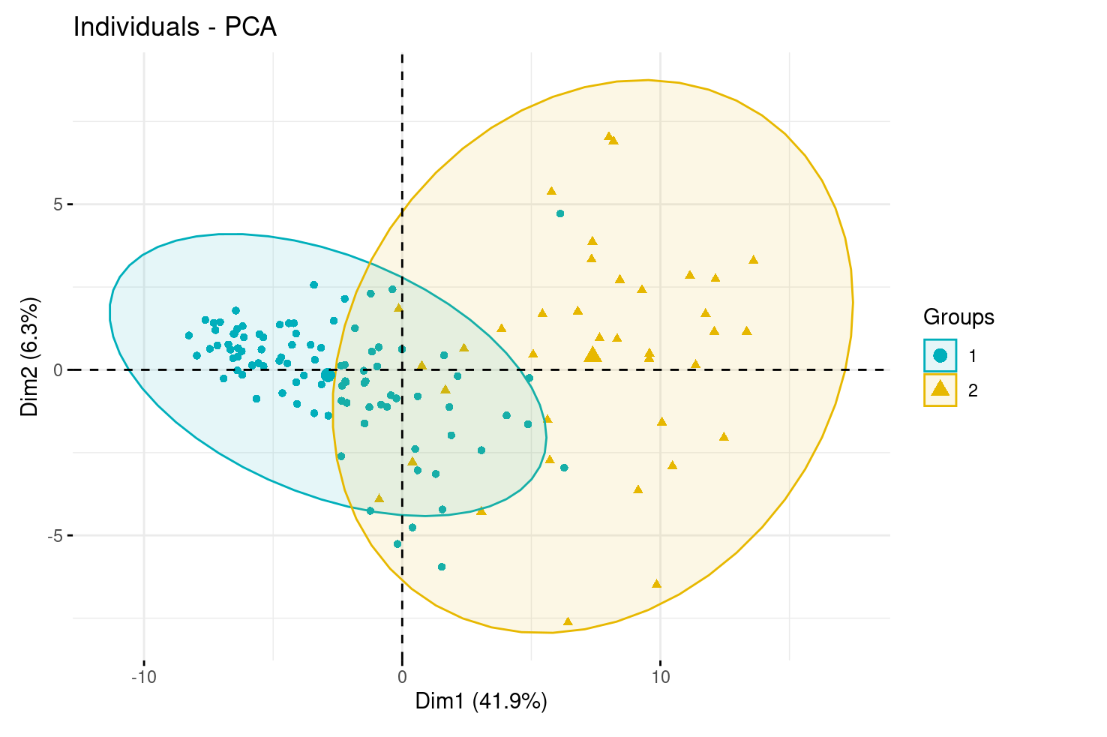 Individuals - PCA
5
0
-5
Dim2 (6.3%)
-10
0
10
Dim1 (41.9%)
Groups
1
2